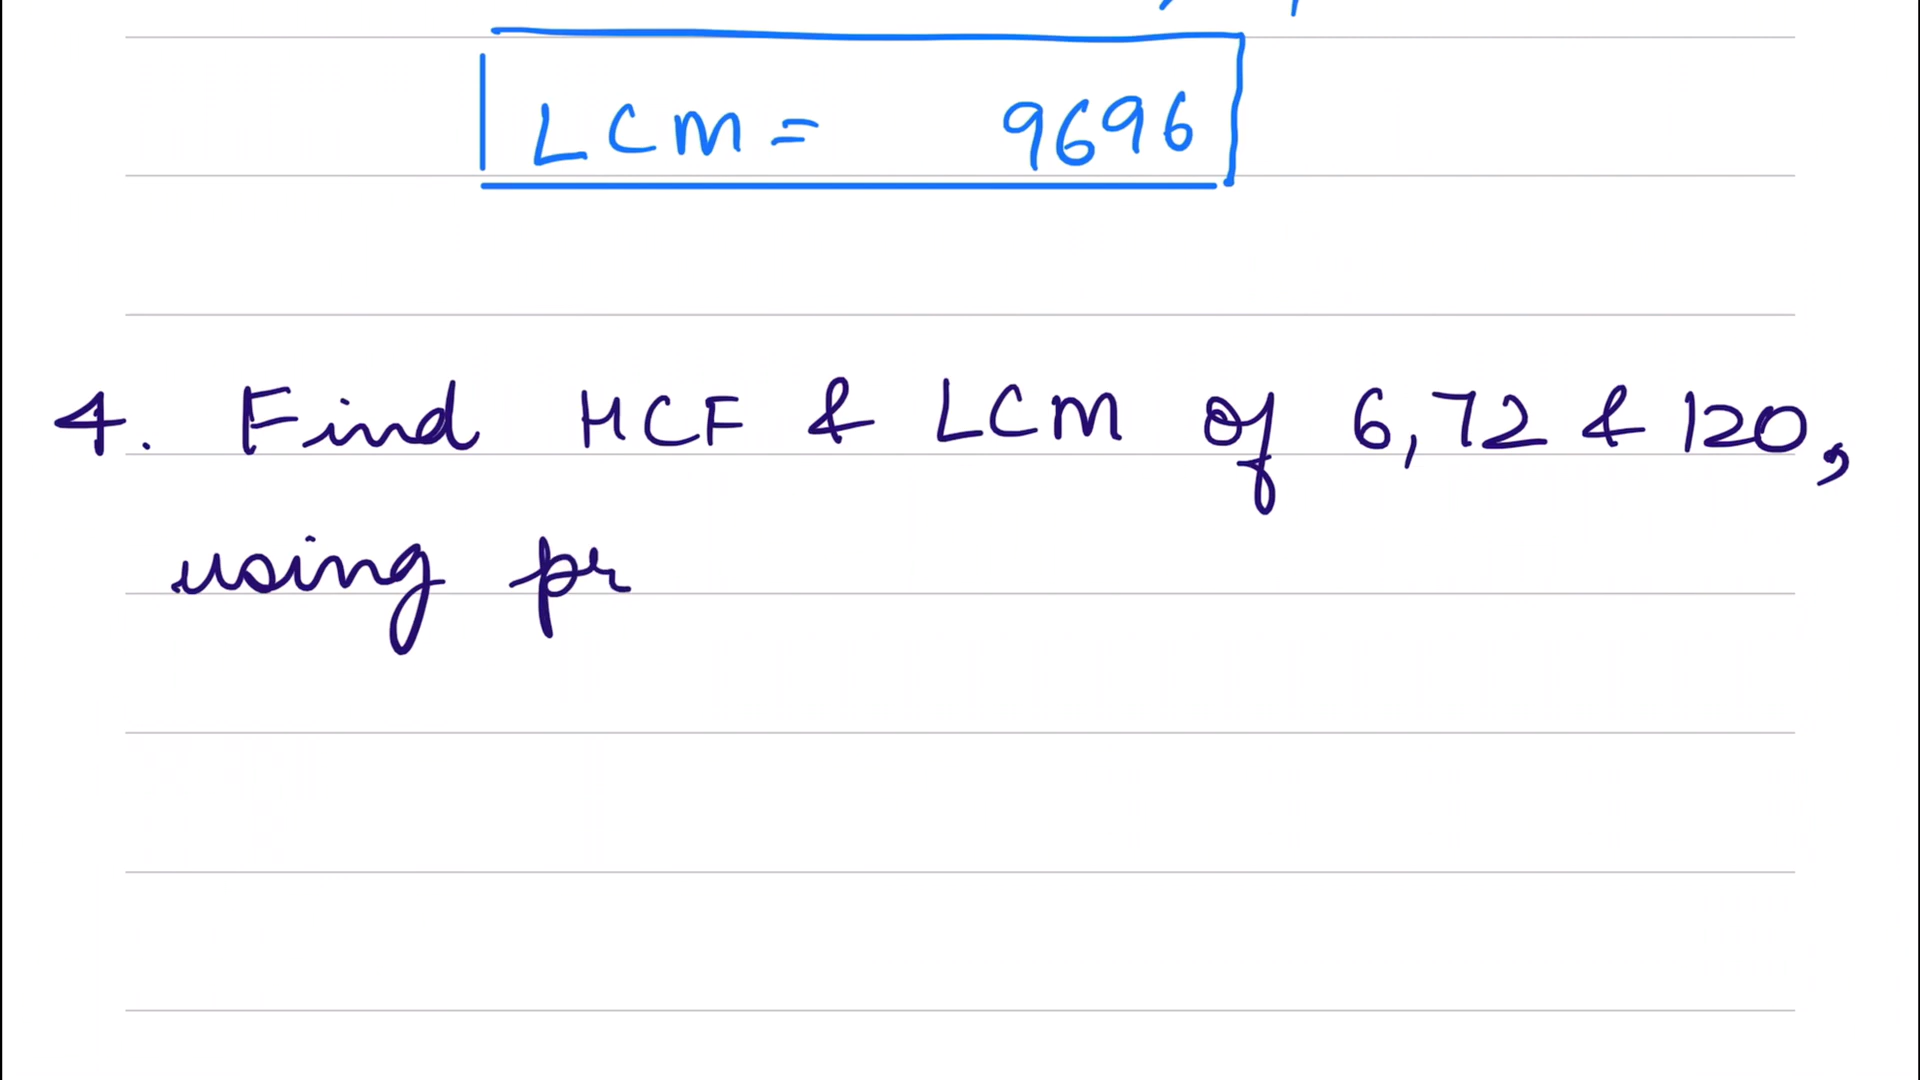 LCM = 9696
4. Find HCF & LCM of 6,72 & 120,
using pr